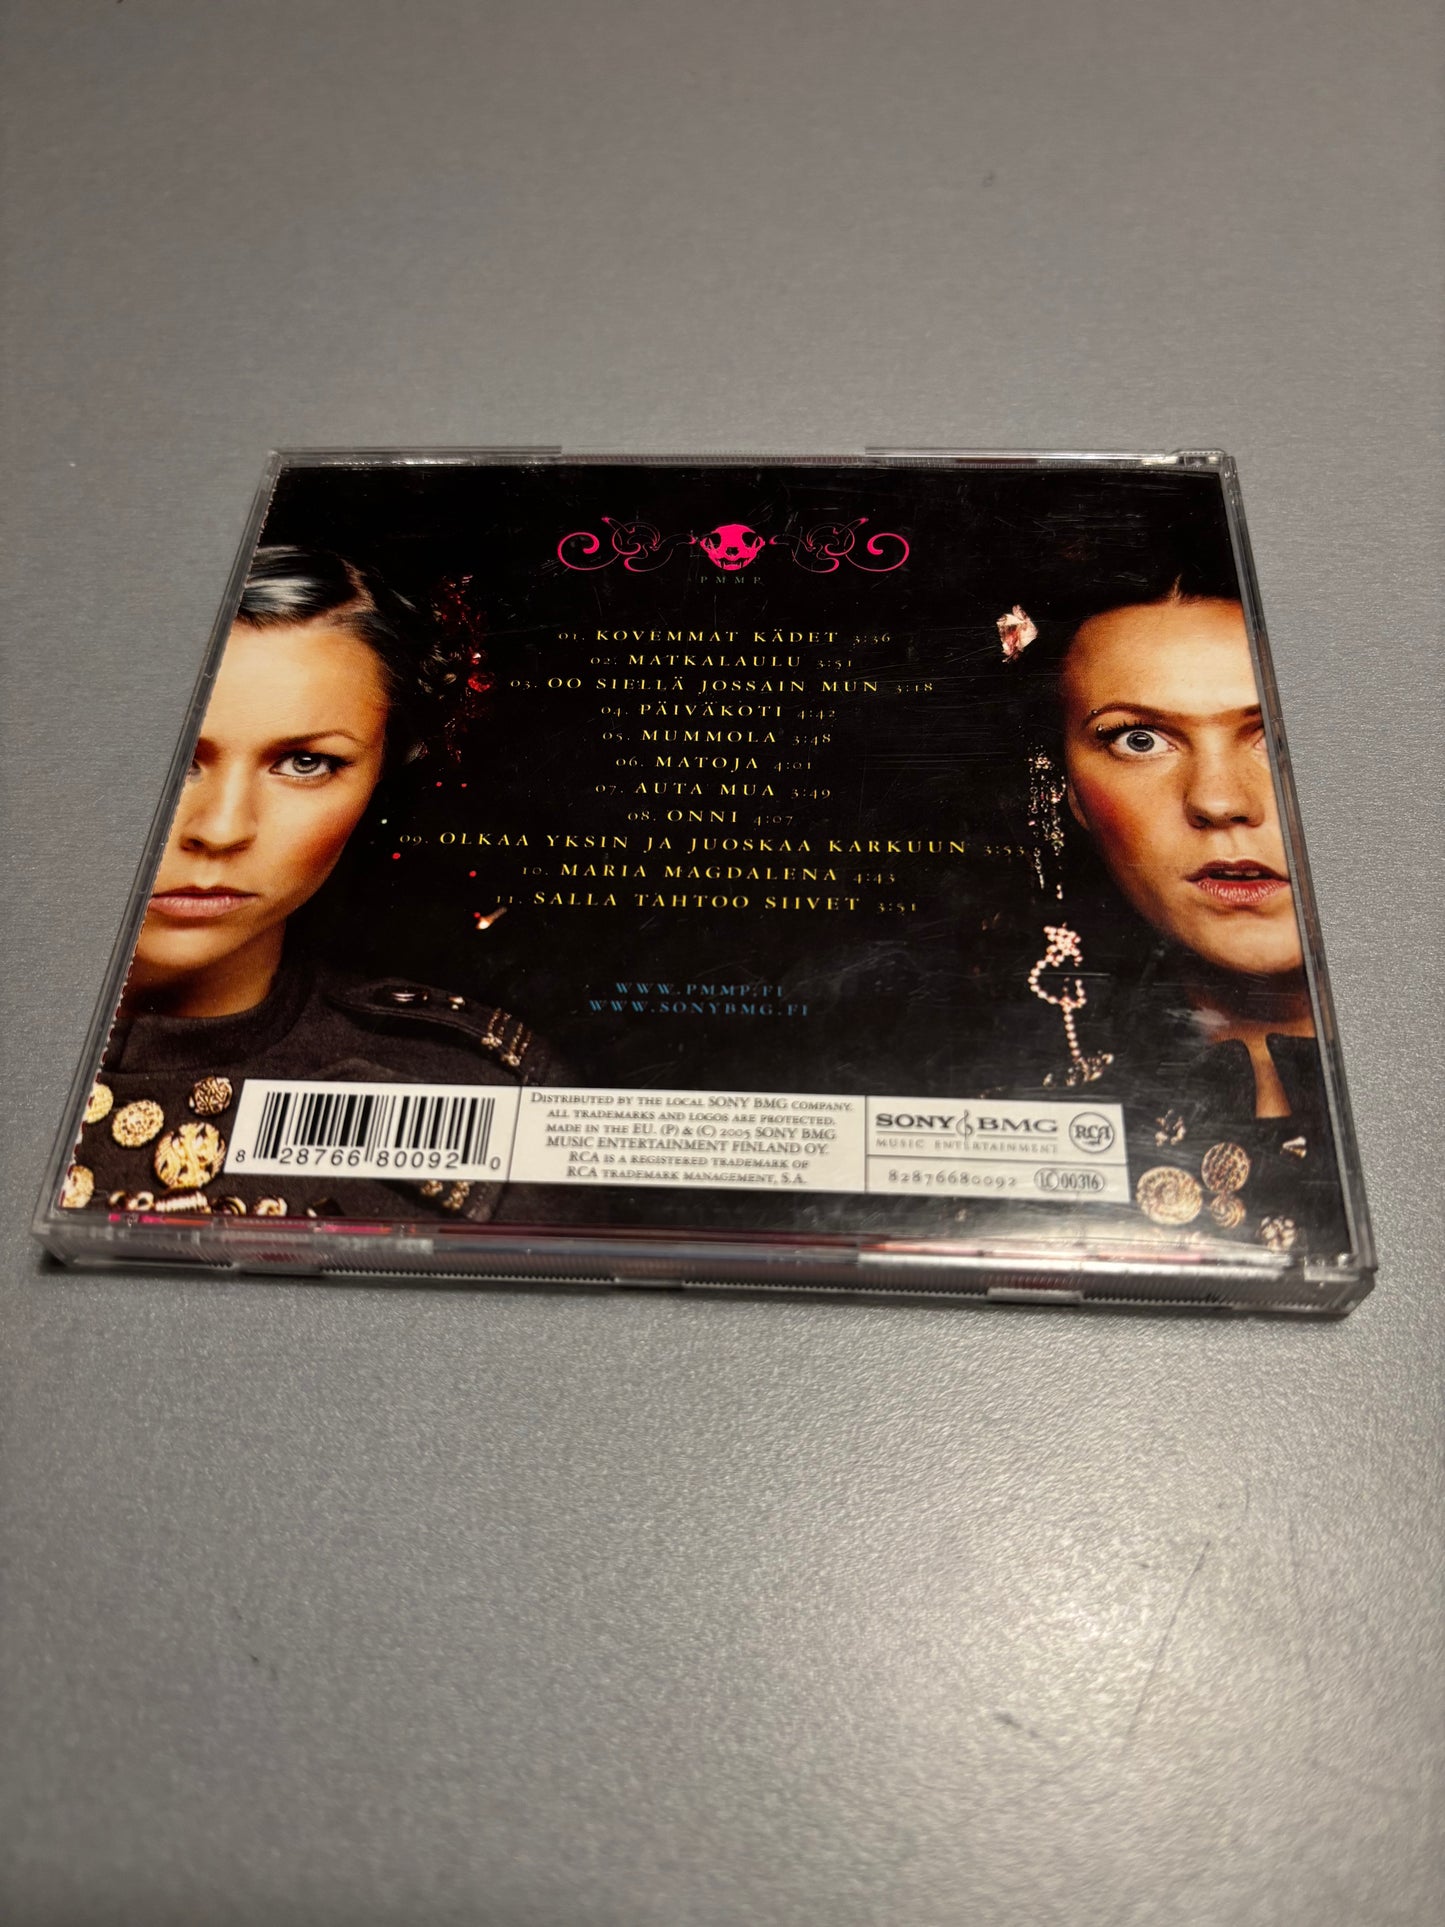 PMMP
01. KOVEMMAT KÄDET 3:36
02. MATKALAULU 3:51
03. OO SIELLÄ JOSSAIN MUN 3:18
04. PÄIVÄKOTI 4:42
05. MUMMOLA 3:48
06. MATOJA 4:01
07. AUTA MUA 3:49
08. ONNI 4:07
09. OLKAA YKSIN JA JUOSKAA KARKUUN 3:53
10. MARIA MAGDALENA 4:43
11. SALLA TAHTOO SIIVET 3:51
WWW.PMMP.FI
WWW.SONYBMG.FI
8 28766 80092 0
DISTRIBUTED BY THE LOCAL SONY BMG COMPANY.
ALL TRADEMARKS AND LOGOS ARE PROTECTED.
MADE IN THE EU. (P) & (C) 2005 SONY BMG
MUSIC ENTERTAINMENT FINLAND OY.
RCA IS A REGISTERED TRADEMARK OF
RCA TRADEMARK MANAGEMENT, S.A.
SONY BMG
MUSIC ENTERTAINMENT
RCA
82876680092
LC 00316